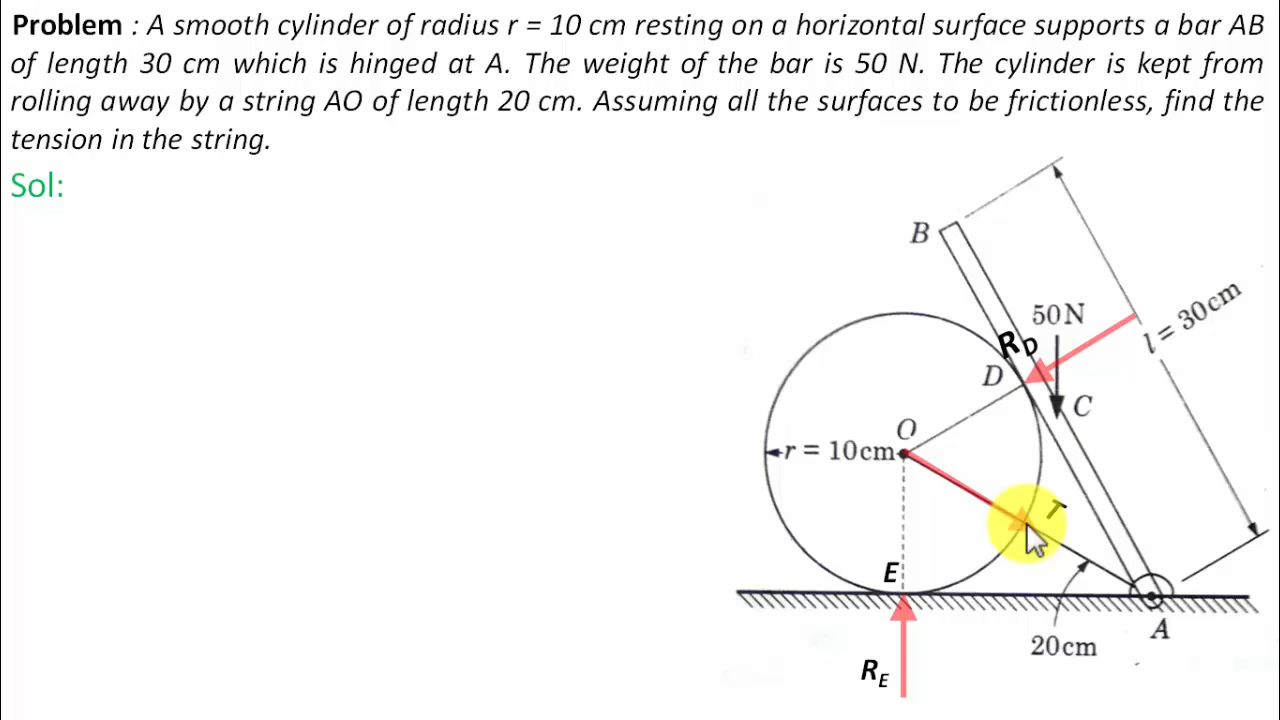 Problem : A smooth cylinder of radius r = 10 cm resting on a horizontal surface supports a bar AB
of length 30 cm which is hinged at A. The weight of the bar is 50 N. The cylinder is kept from
rolling away by a string AO of length 20 cm. Assuming all the surfaces to be frictionless, find the
tension in the string.
Sol:
B
50N
l = 30cm
RD
D
C
O
r = 10cm
T
E
A
20cm
RE